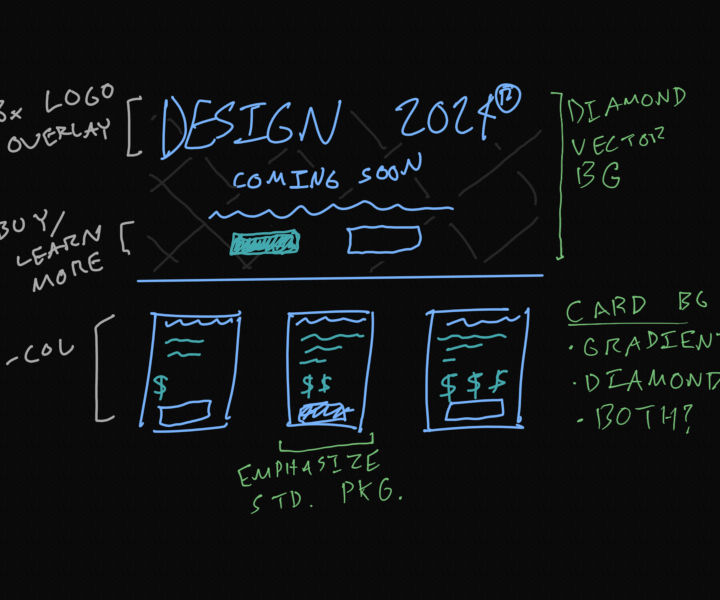 LOGO
OVERLAY
DESIGN 2024
COMING SOON
DIAMOND
VECTOR
BG
BUY/
LEARN
MORE
-COL
$
$$
$$$
CARD BG
• GRADIENT
• DIAMOND
• BOTH?
EMPHASIZE
STD. PKG.